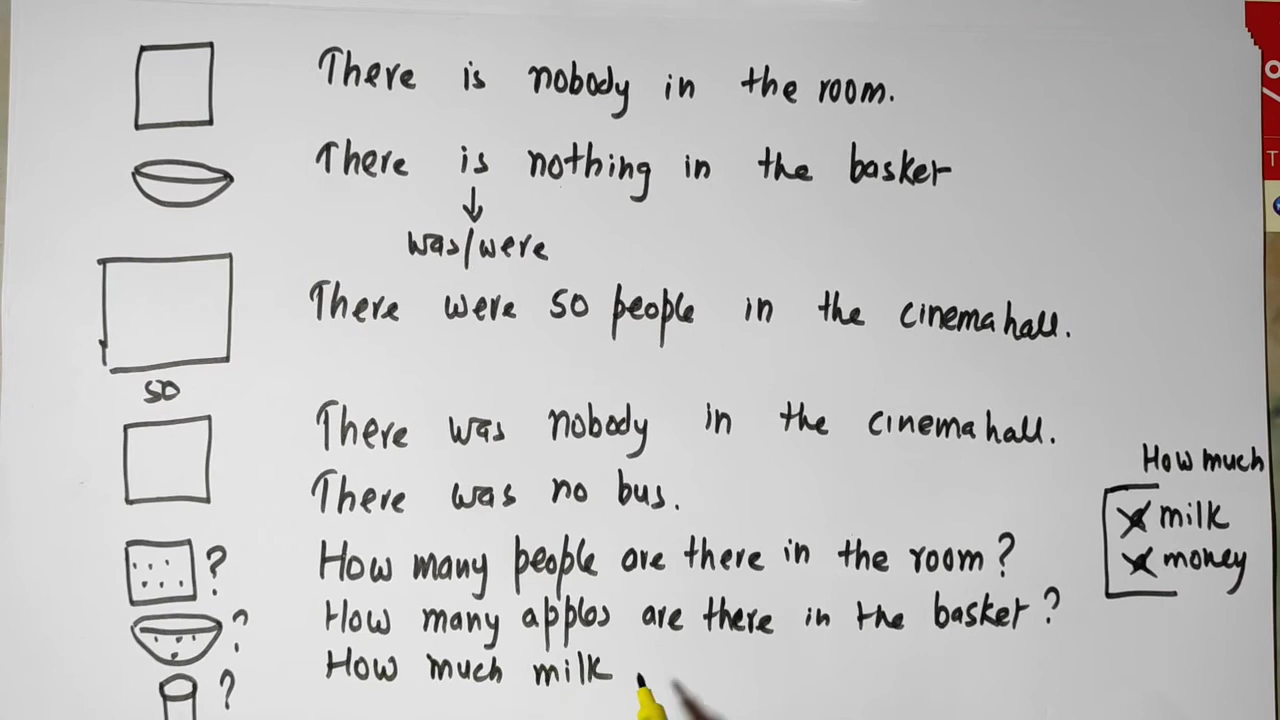 There is nobody in the room.
There is nothing in the basket
was/were
There were 50 people in the cinema hall.
50
There was nobody in the cinema hall.
There was no bus.
How much
milk
money
? How many people are there in the room?
? How many apples are there in the basket?
? How much milk